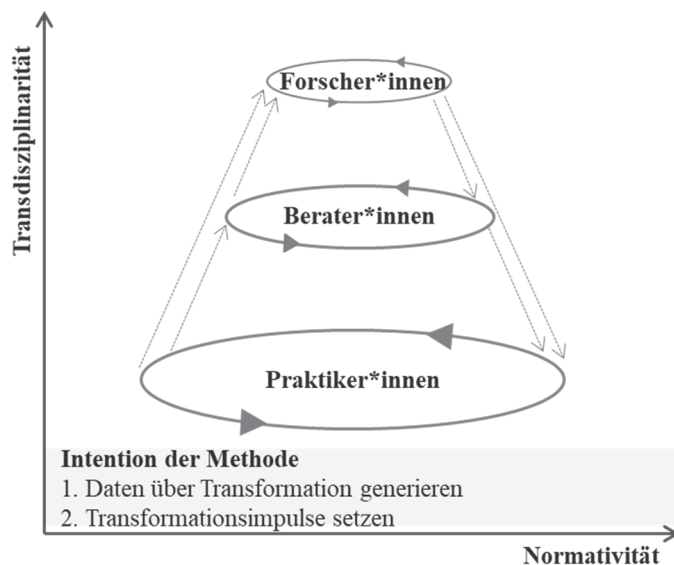 Transdisziplinarität
Forscher*innen
Berater*innen
Praktiker*innen
Intention der Methode
1. Daten über Transformation generieren
2. Transformationsimpulse setzen
Normativität